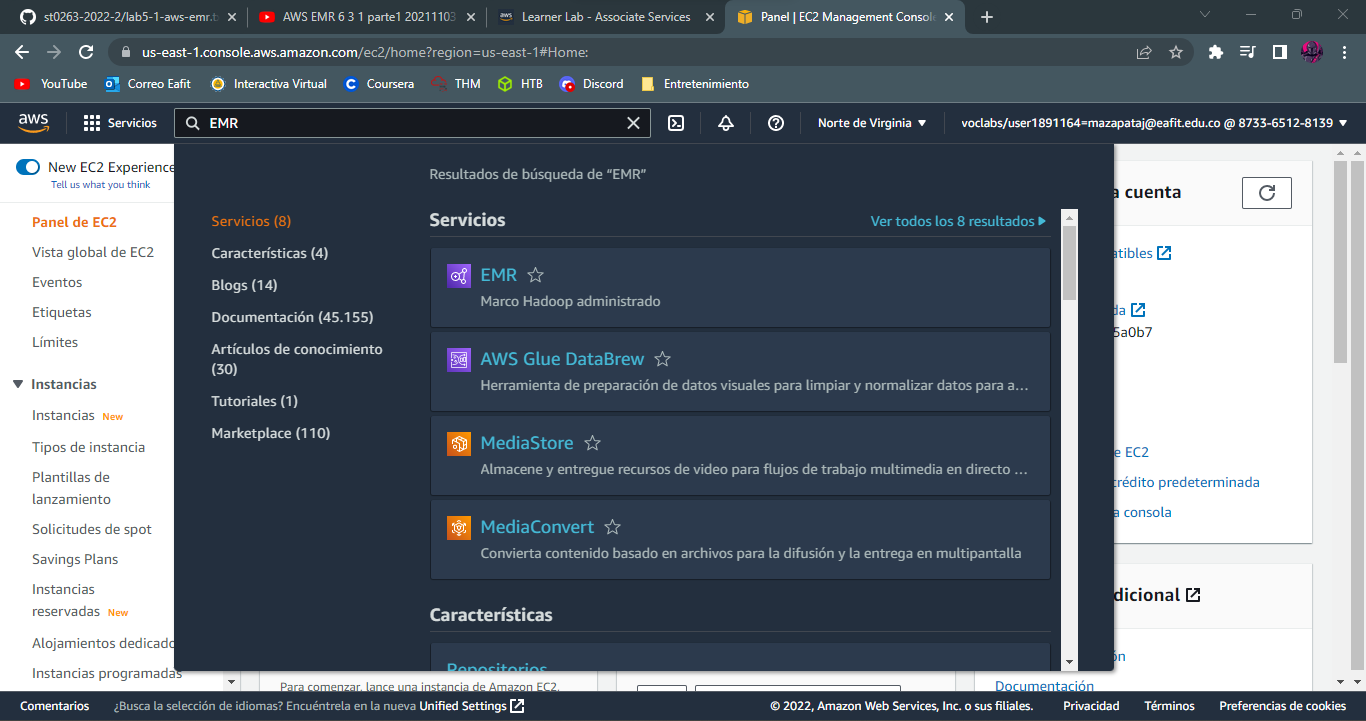 st0263-2022-2/lab5-1-aws-emr.t
AWS EMR 6 3 1 parte1 20211103
Learner Lab - Associate Services
Panel | EC2 Management Console
us-east-1.console.aws.amazon.com/ec2/home?region=us-east-1#Home:
YouTube
Correo Eafit
Interactiva Virtual
Coursera
THM
HTB
Discord
Entretenimiento
aws
Servicios
EMR
Norte de Virginia
voclabs/user1891164=mazapataj@eafit.edu.co @ 8733-6512-8139
New EC2 Experience
Tell us what you think
Panel de EC2
Vista global de EC2
Eventos
Etiquetas
Límites
Instancias
Instancias New
Tipos de instancia
Plantillas de
lanzamiento
Solicitudes de spot
Savings Plans
Instancias
reservadas New
Alojamientos dedicado
Instancias programadas
Resultados de búsqueda de “EMR”
Servicios (8)
Características (4)
Blogs (14)
Documentación (45.155)
Artículos de conocimiento
(30)
Tutoriales (1)
Marketplace (110)
Servicios
Ver todos los 8 resultados
EMR
Marco Hadoop administrado
AWS Glue DataBrew
Herramienta de preparación de datos visuales para limpiar y normalizar datos para a...
MediaStore
Almacene y entregue recursos de video para flujos de trabajo multimedia en directo ...
MediaConvert
Convierta contenido basado en archivos para la difusión y la entrega en multipantalla
Características
Repositorios
a cuenta
atibles
da
5a0b7
e EC2
crédito predeterminada
a consola
dicional
ón
Documentación
Para comenzar, lance una instancia de Amazon EC2,
Comentarios
¿Busca la selección de idiomas? Encuéntrela en la nueva Unified Settings
© 2022, Amazon Web Services, Inc. o sus filiales.
Privacidad
Términos
Preferencias de cookies